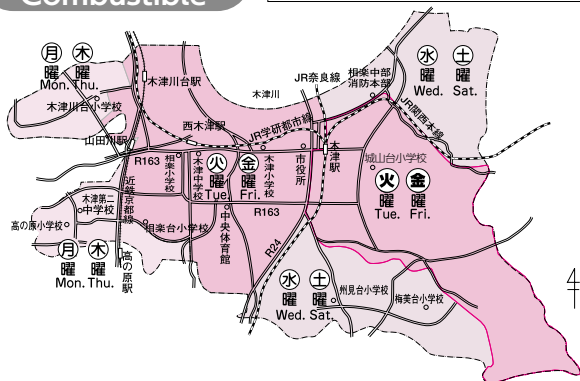 Combustible
月曜 木曜
Mon. Thu.
木津川台駅
木津川
JR奈良線
相楽中部
消防本部
水曜 土曜
Wed. Sat.
木津川台小学校
山田川駅
西木津駅
JR学研都市線
JR関西本線
R163
相楽小学校
木津中学校
火曜 金曜
Tue. Fri.
木津小学校
市役所
木津駅
城山台小学校
火曜 金曜
Tue. Fri.
近鉄京都線
木津第二
中学校
高の原小学校
相楽台小学校
中央体育館
R163
R24
月曜 木曜
Mon. Thu.
高の原駅
水曜 土曜
Wed. Sat.
州見台小学校
梅美台小学校